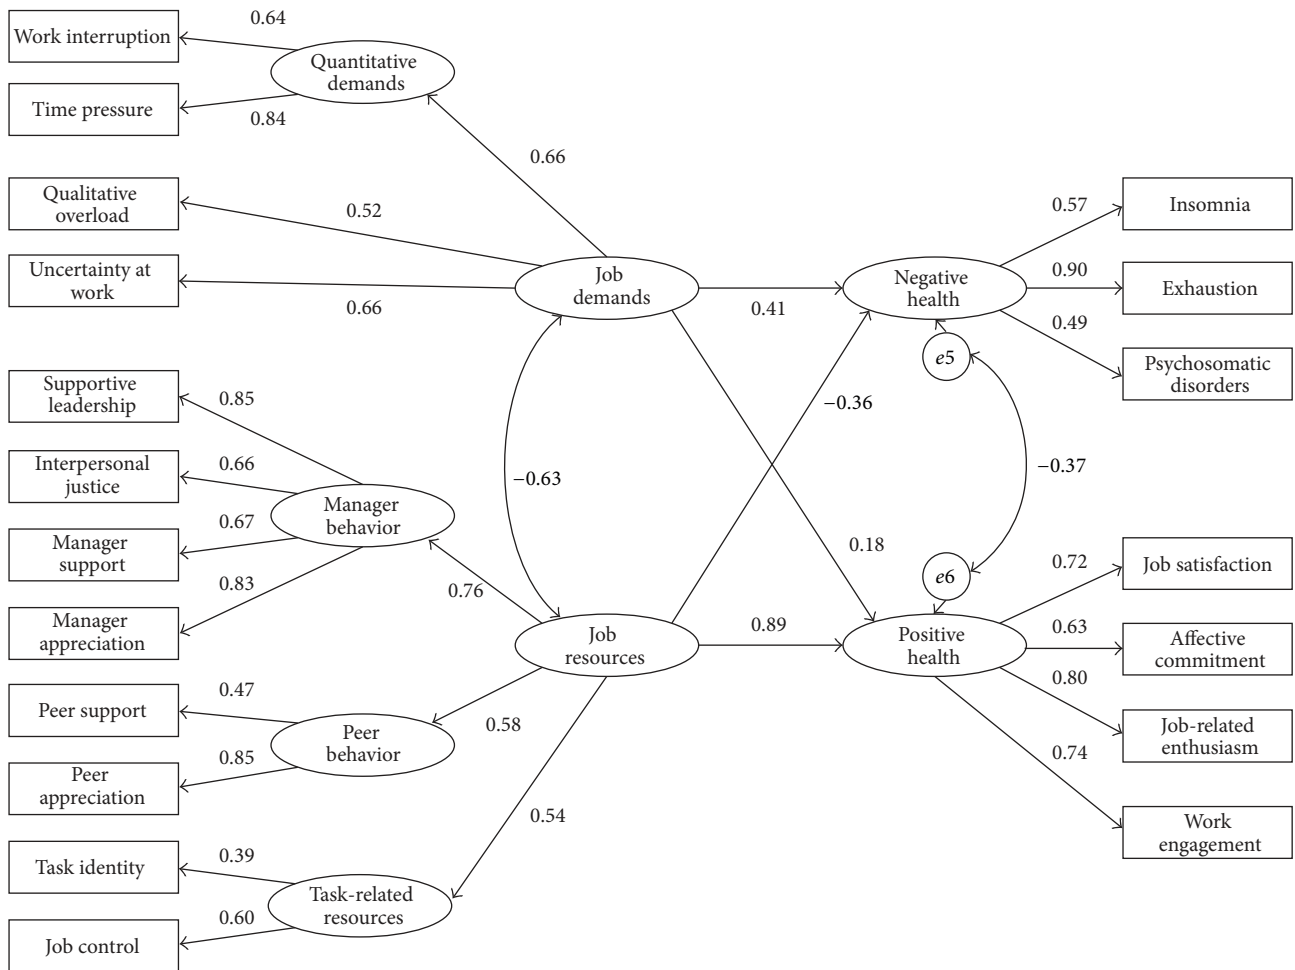 Work interruption
0.64
Quantitative
demands
Time pressure
0.84
0.66
Qualitative
overload
0.52
Uncertainty at
work
0.66
Job
demands
0.41
Negative
health
0.57
Insomnia
0.90
Exhaustion
0.49
Psychosomatic
disorders
e5
−0.36
−0.37
−0.63
0.18
Supportive
leadership
0.85
Interpersonal
justice
0.66
Manager
behavior
0.67
Manager
support
0.83
Manager
appreciation
0.76
Job
resources
0.89
e6
Positive
health
0.72
Job satisfaction
0.63
Affective
commitment
0.80
Job-related
enthusiasm
0.74
Work
engagement
Peer support
0.47
Peer
behavior
0.58
0.85
Peer
appreciation
0.54
Task identity
0.39
Task-related
resources
0.60
Job control